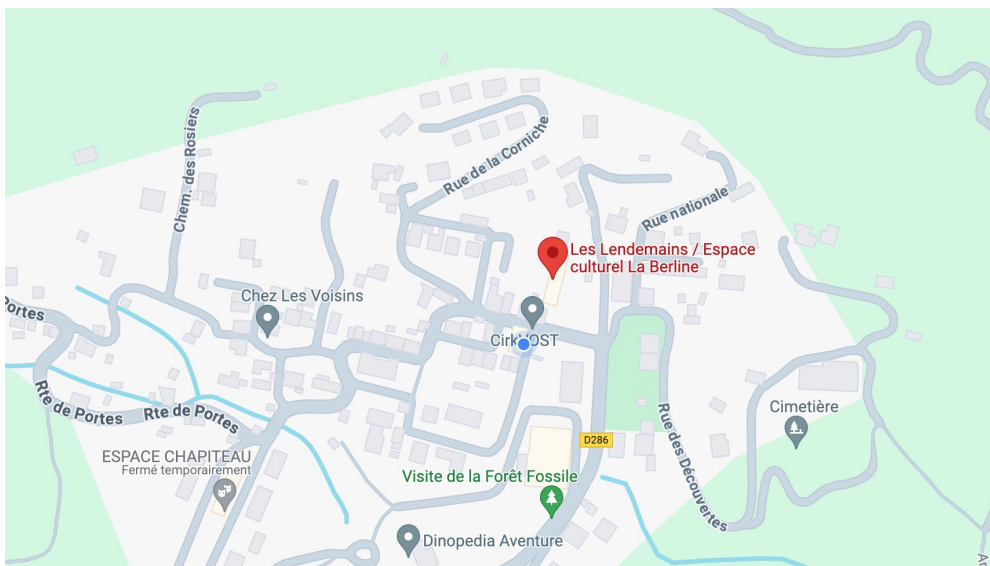 Chem. des Rosiers
Rue de la Corniche
Rue nationale
Les Lendemains / Espace
culturel La Berline
Chez Les Voisins
Portes
CirkVOST
Rte de Portes
Rte de Portes
Cimetière
Rue des Découvertes
D286
ESPACE CHAPITEAU
Fermé temporairement
Visite de la Forêt Fossile
Dinopedia Aventure